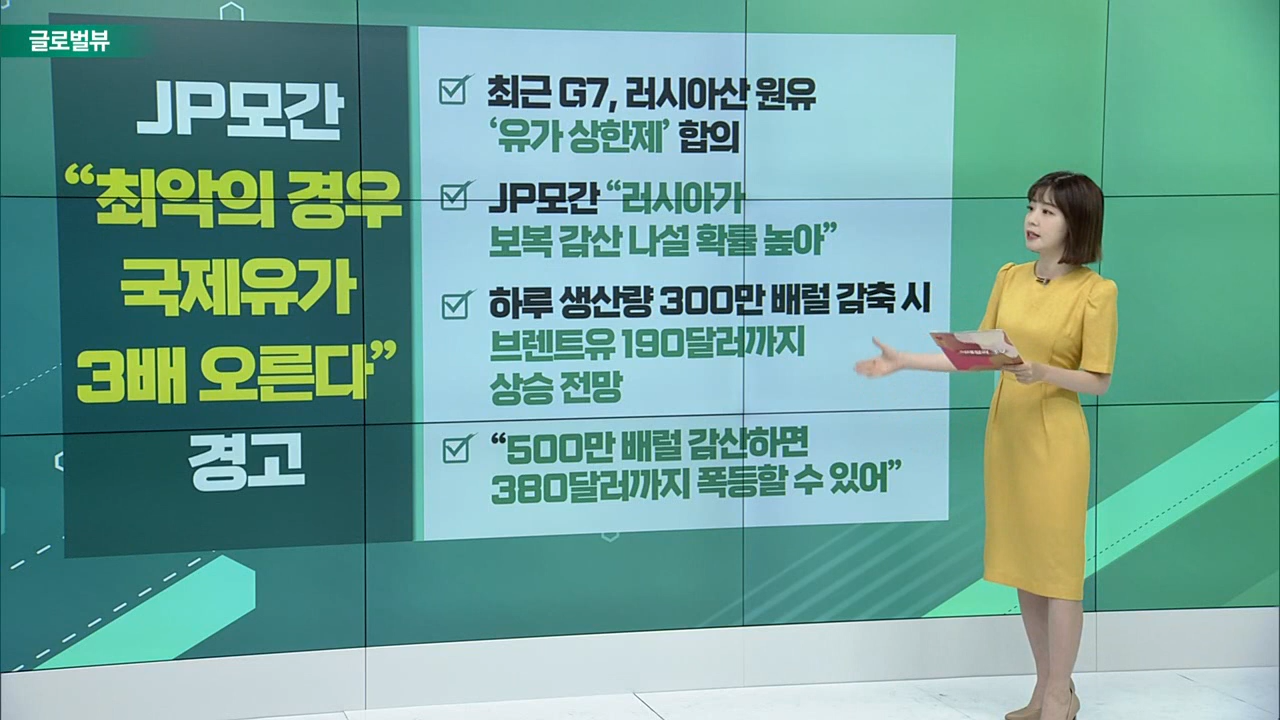 글로벌뷰
JP모간
“최악의 경우
국제유가
3배 오른다”
경고
최근 G7, 러시아산 원유
‘유가 상한제’ 합의
JP모간 “러시아가
보복 감산 나설 확률 높아”
하루 생산량 300만 배럴 감축 시
브렌트유 190달러까지
상승 전망
“500만 배럴 감산하면
380달러까지 폭등할 수 있어”